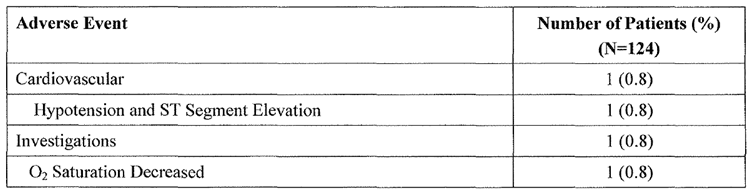 Adverse Event Number of Patients (%)
(N=124)
Cardiovascular 1 (0.8)
Hypotension and ST Segment Elevation 1 (0.8)
Investigations 1 (0.8)
O₂ Saturation Decreased 1 (0.8)